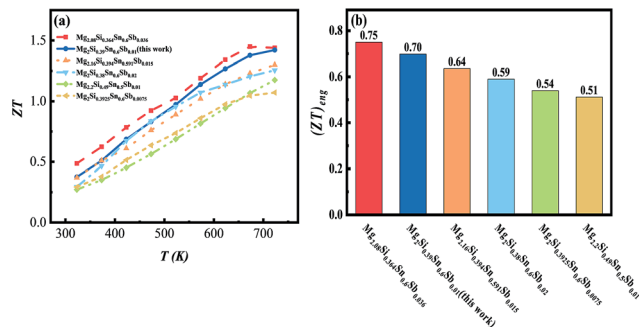 (a)
Mg2.08Si0.364Sn0.6Sb0.036
Mg2Si0.39Sn0.6Sb0.01(this work)
Mg2.16Si0.394Sn0.591Sb0.015
Mg2Si0.38Sn0.6Sb0.02
Mg2.2Si0.49Sn0.5Sb0.01
Mg2Si0.3925Sn0.6Sb0.0075
ZT
1.5
1.0
0.5
0.0
300 400 500 600 700
T (K)
(b)
(ZT)eng
0.8
0.6
0.4
0.2
0.0
0.75
0.70
0.64
0.59
0.54
0.51
Mg2.08Si0.364Sn0.6Sb0.036
Mg2Si0.39Sn0.6Sb0.01(this work)
Mg2.16Si0.394Sn0.591Sb0.015
Mg2Si0.38Sn0.6Sb0.02
Mg2Si0.3925Sn0.6Sb0.0075
Mg2.2Si0.49Sn0.5Sb0.01